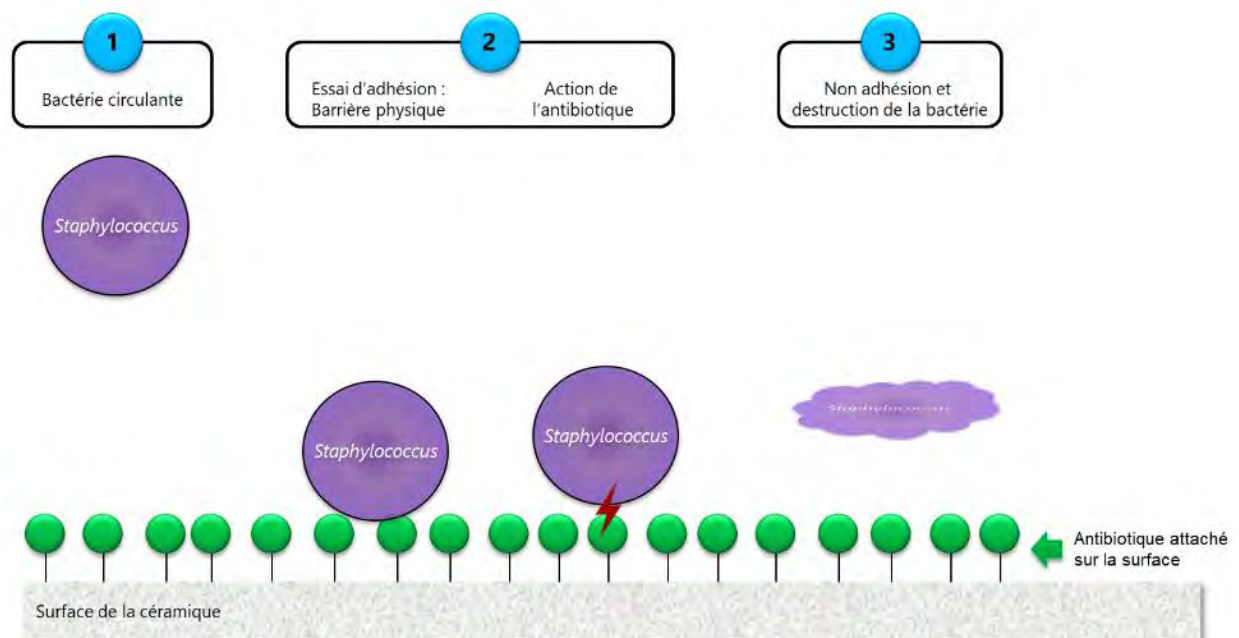 1
Bactérie circulante
2
Essai d'adhésion :
Barrière physique
Action de
l'antibiotique
3
Non adhésion et
destruction de la bactérie
Staphylococcus
Staphylococcus
Staphylococcus
Staphylococcus
Antibiotique attaché
sur la surface
Surface de la céramique